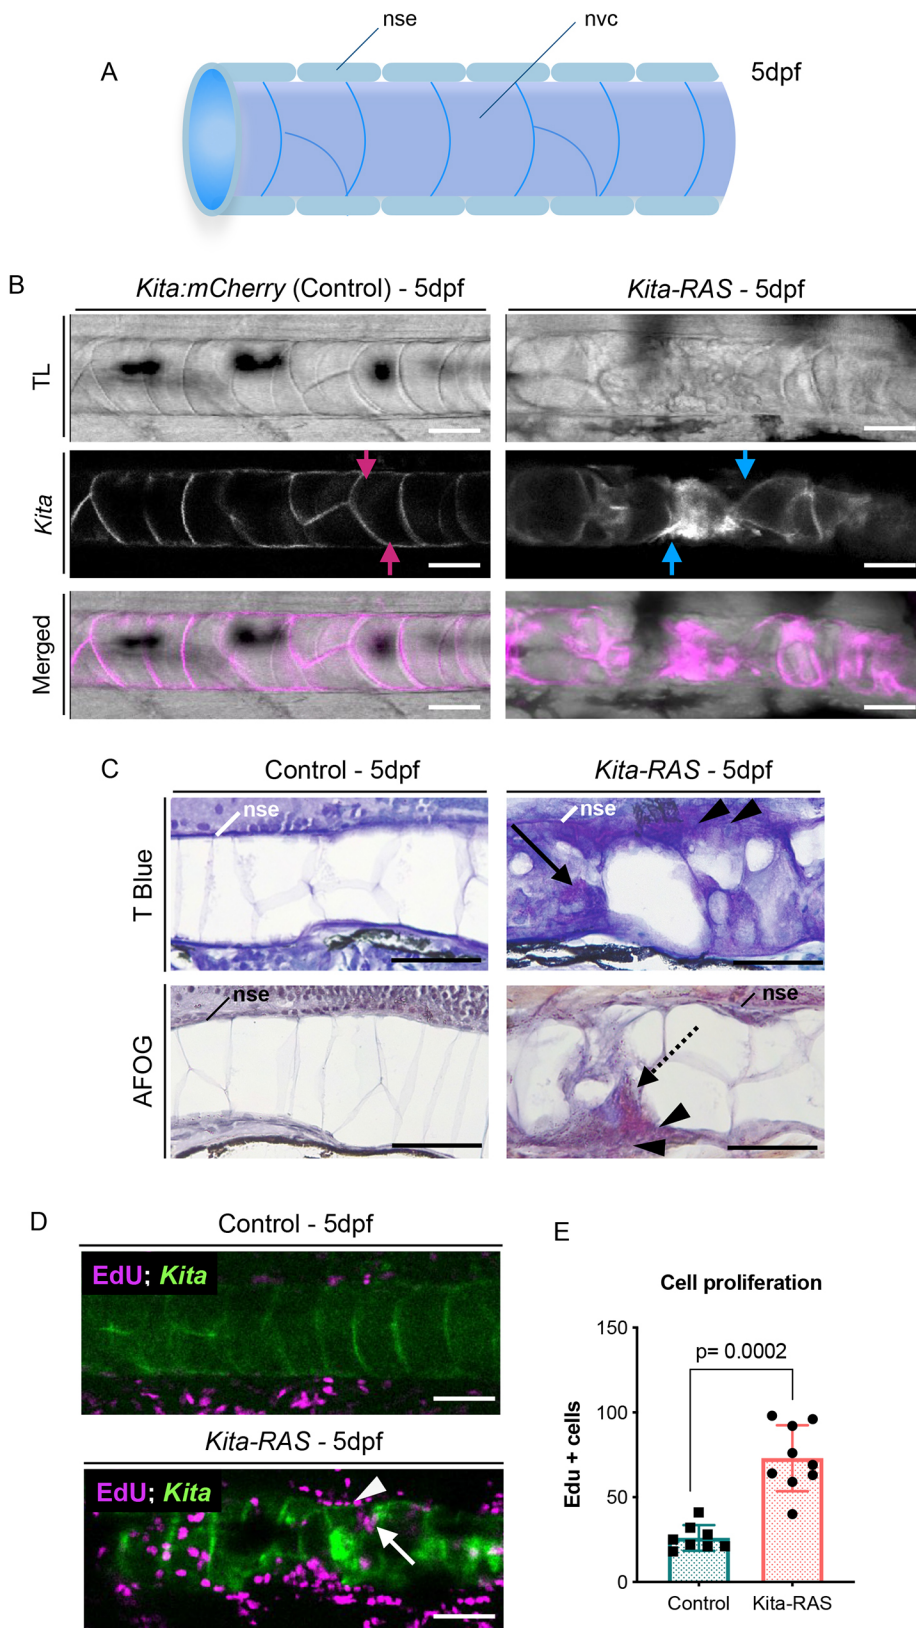 nse
nvc
A
5dpf
B
Kita:mCherry (Control) - 5dpf
Kita-RAS - 5dpf
TL
Kita
Merged
C
Control - 5dpf
Kita-RAS - 5dpf
T Blue
nse
nse
AFOG
nse
nse
D
Control - 5dpf
EdU; Kita
Kita-RAS - 5dpf
EdU; Kita
E
Cell proliferation
p= 0.0002
Edu + cells
150
100
50
0
Control
Kita-RAS